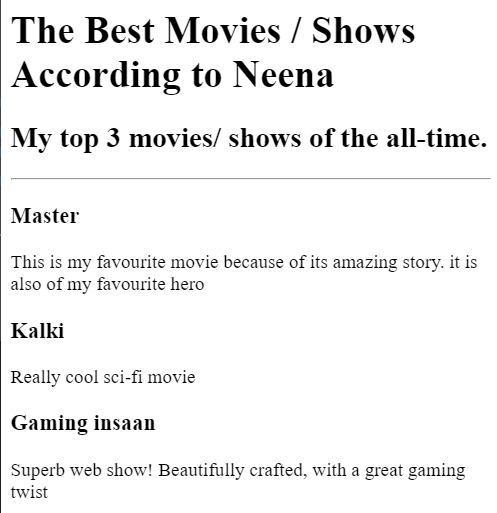 The Best Movies / Shows
According to Neena
My top 3 movies/ shows of the all-time.
Master
This is my favourite movie because of its amazing story. it is
also of my favourite hero
Kalki
Really cool sci-fi movie
Gaming insaan
Superb web show! Beautifully crafted, with a great gaming
twist